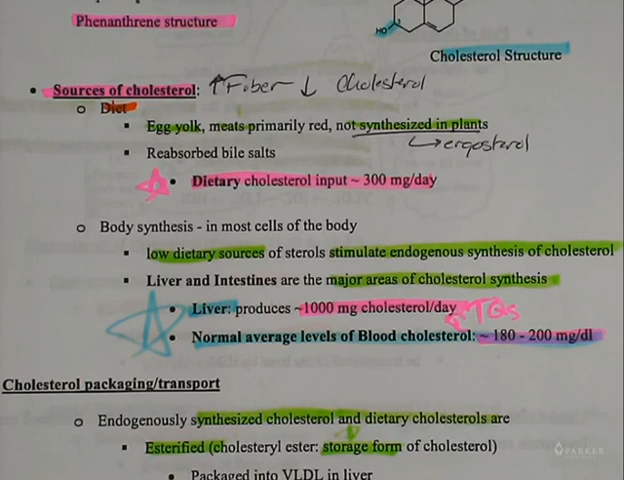 Phenanthrene structure
HO
3
Cholesterol Structure
• Sources of cholesterol: ↑Fiber ↓ Cholesterol
o Diet
▪ Egg yolk, meats primarily red, not synthesized in plants
→ ergosterol
▪ Reabsorbed bile salts
• Dietary cholesterol input ~ 300 mg/day
o Body synthesis - in most cells of the body
▪ low dietary sources of sterols stimulate endogenous synthesis of cholesterol
▪ Liver and Intestines are the major areas of cholesterol synthesis
• Liver: produces ~1000 mg cholesterol/day TQs
• Normal average levels of Blood cholesterol: ~ 180 - 200 mg/dl
Cholesterol packaging/transport
o Endogenously synthesized cholesterol and dietary cholesterols are
▪ Esterified (cholesteryl ester: storage form of cholesterol)
• Packaged into VLDL in liver
PARKER